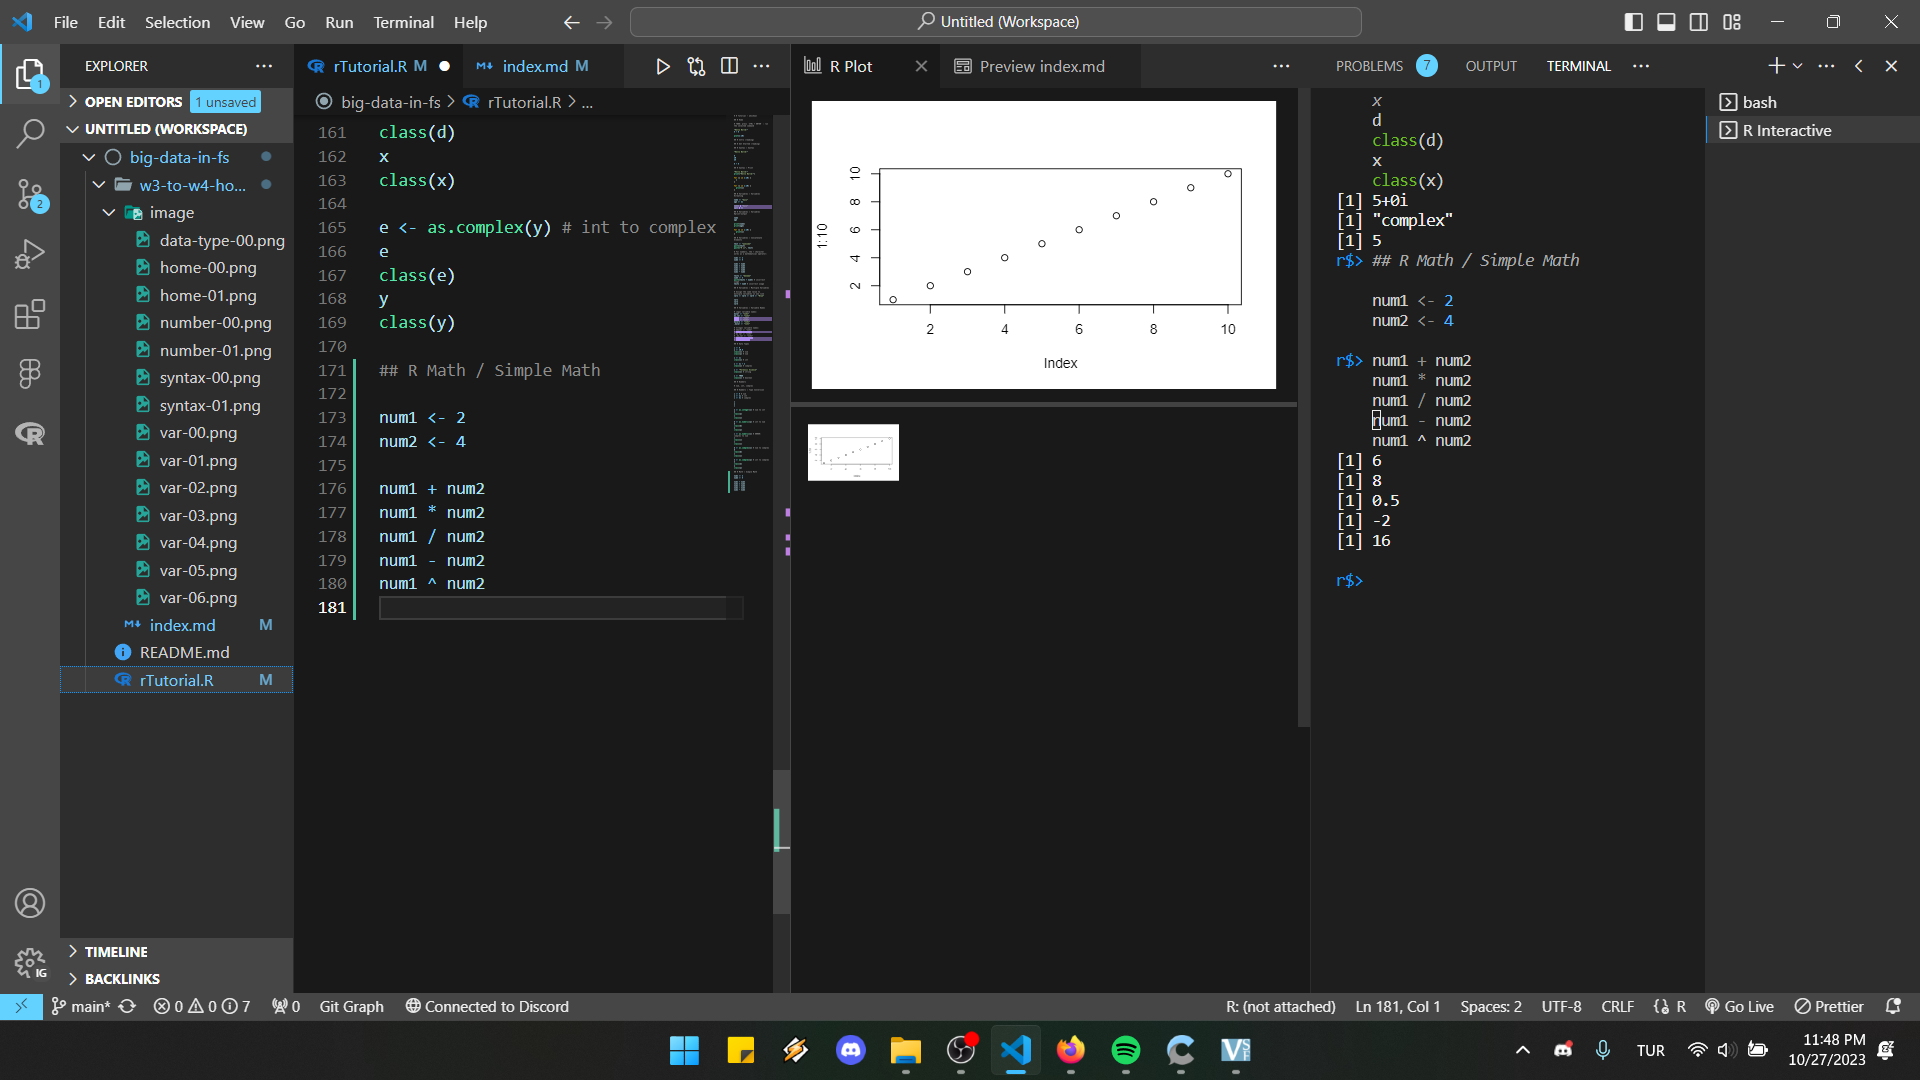 File Edit Selection View Go Run Terminal Help
Untitled (Workspace)
EXPLORER
OPEN EDITORS 1 unsaved
UNTITLED (WORKSPACE)
big-data-in-fs
w3-to-w4-ho...
image
data-type-00.png
home-00.png
home-01.png
number-00.png
number-01.png
syntax-00.png
syntax-01.png
var-00.png
var-01.png
var-02.png
var-03.png
var-04.png
var-05.png
var-06.png
index.md M
README.md
rTutorial.R M
TIMELINE
BACKLINKS
1
2
IG
rTutorial.R M
index.md M
big-data-in-fs > rTutorial.R > ...
161 class(d)
162 x
163 class(x)
164
165 e <- as.complex(y) # int to complex
166 e
167 class(e)
168 y
169 class(y)
170
171 ## R Math / Simple Math
172
173 num1 <- 2
174 num2 <- 4
175
176 num1 + num2
177 num1 * num2
178 num1 / num2
179 num1 - num2
180 num1 ^ num2
181
R Plot
Preview index.md
1:10
10
8
6
4
2
2 4 6 8 10
Index
PROBLEMS 7 OUTPUT TERMINAL
x
d
class(d)
x
class(x)
[1] 5+0i
[1] "complex"
[1] 5
r$> ## R Math / Simple Math
num1 <- 2
num2 <- 4
r$> num1 + num2
num1 * num2
num1 / num2
num1 - num2
num1 ^ num2
[1] 6
[1] 8
[1] 0.5
[1] -2
[1] 16
r$>
bash
R Interactive
main* 0 0 7 0 Git Graph Connected to Discord
R: (not attached) Ln 181, Col 1 Spaces: 2 UTF-8 CRLF R Go Live Prettier
TUR
11:48 PM
10/27/2023